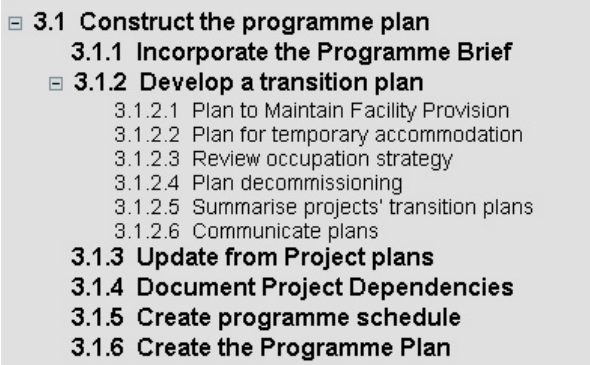 3.1 Construct the programme plan
3.1.1 Incorporate the Programme Brief
3.1.2 Develop a transition plan
3.1.2.1 Plan to Maintain Facility Provision
3.1.2.2 Plan for temporary accommodation
3.1.2.3 Review occupation strategy
3.1.2.4 Plan decommissioning
3.1.2.5 Summarise projects' transition plans
3.1.2.6 Communicate plans
3.1.3 Update from Project plans
3.1.4 Document Project Dependencies
3.1.5 Create programme schedule
3.1.6 Create the Programme Plan